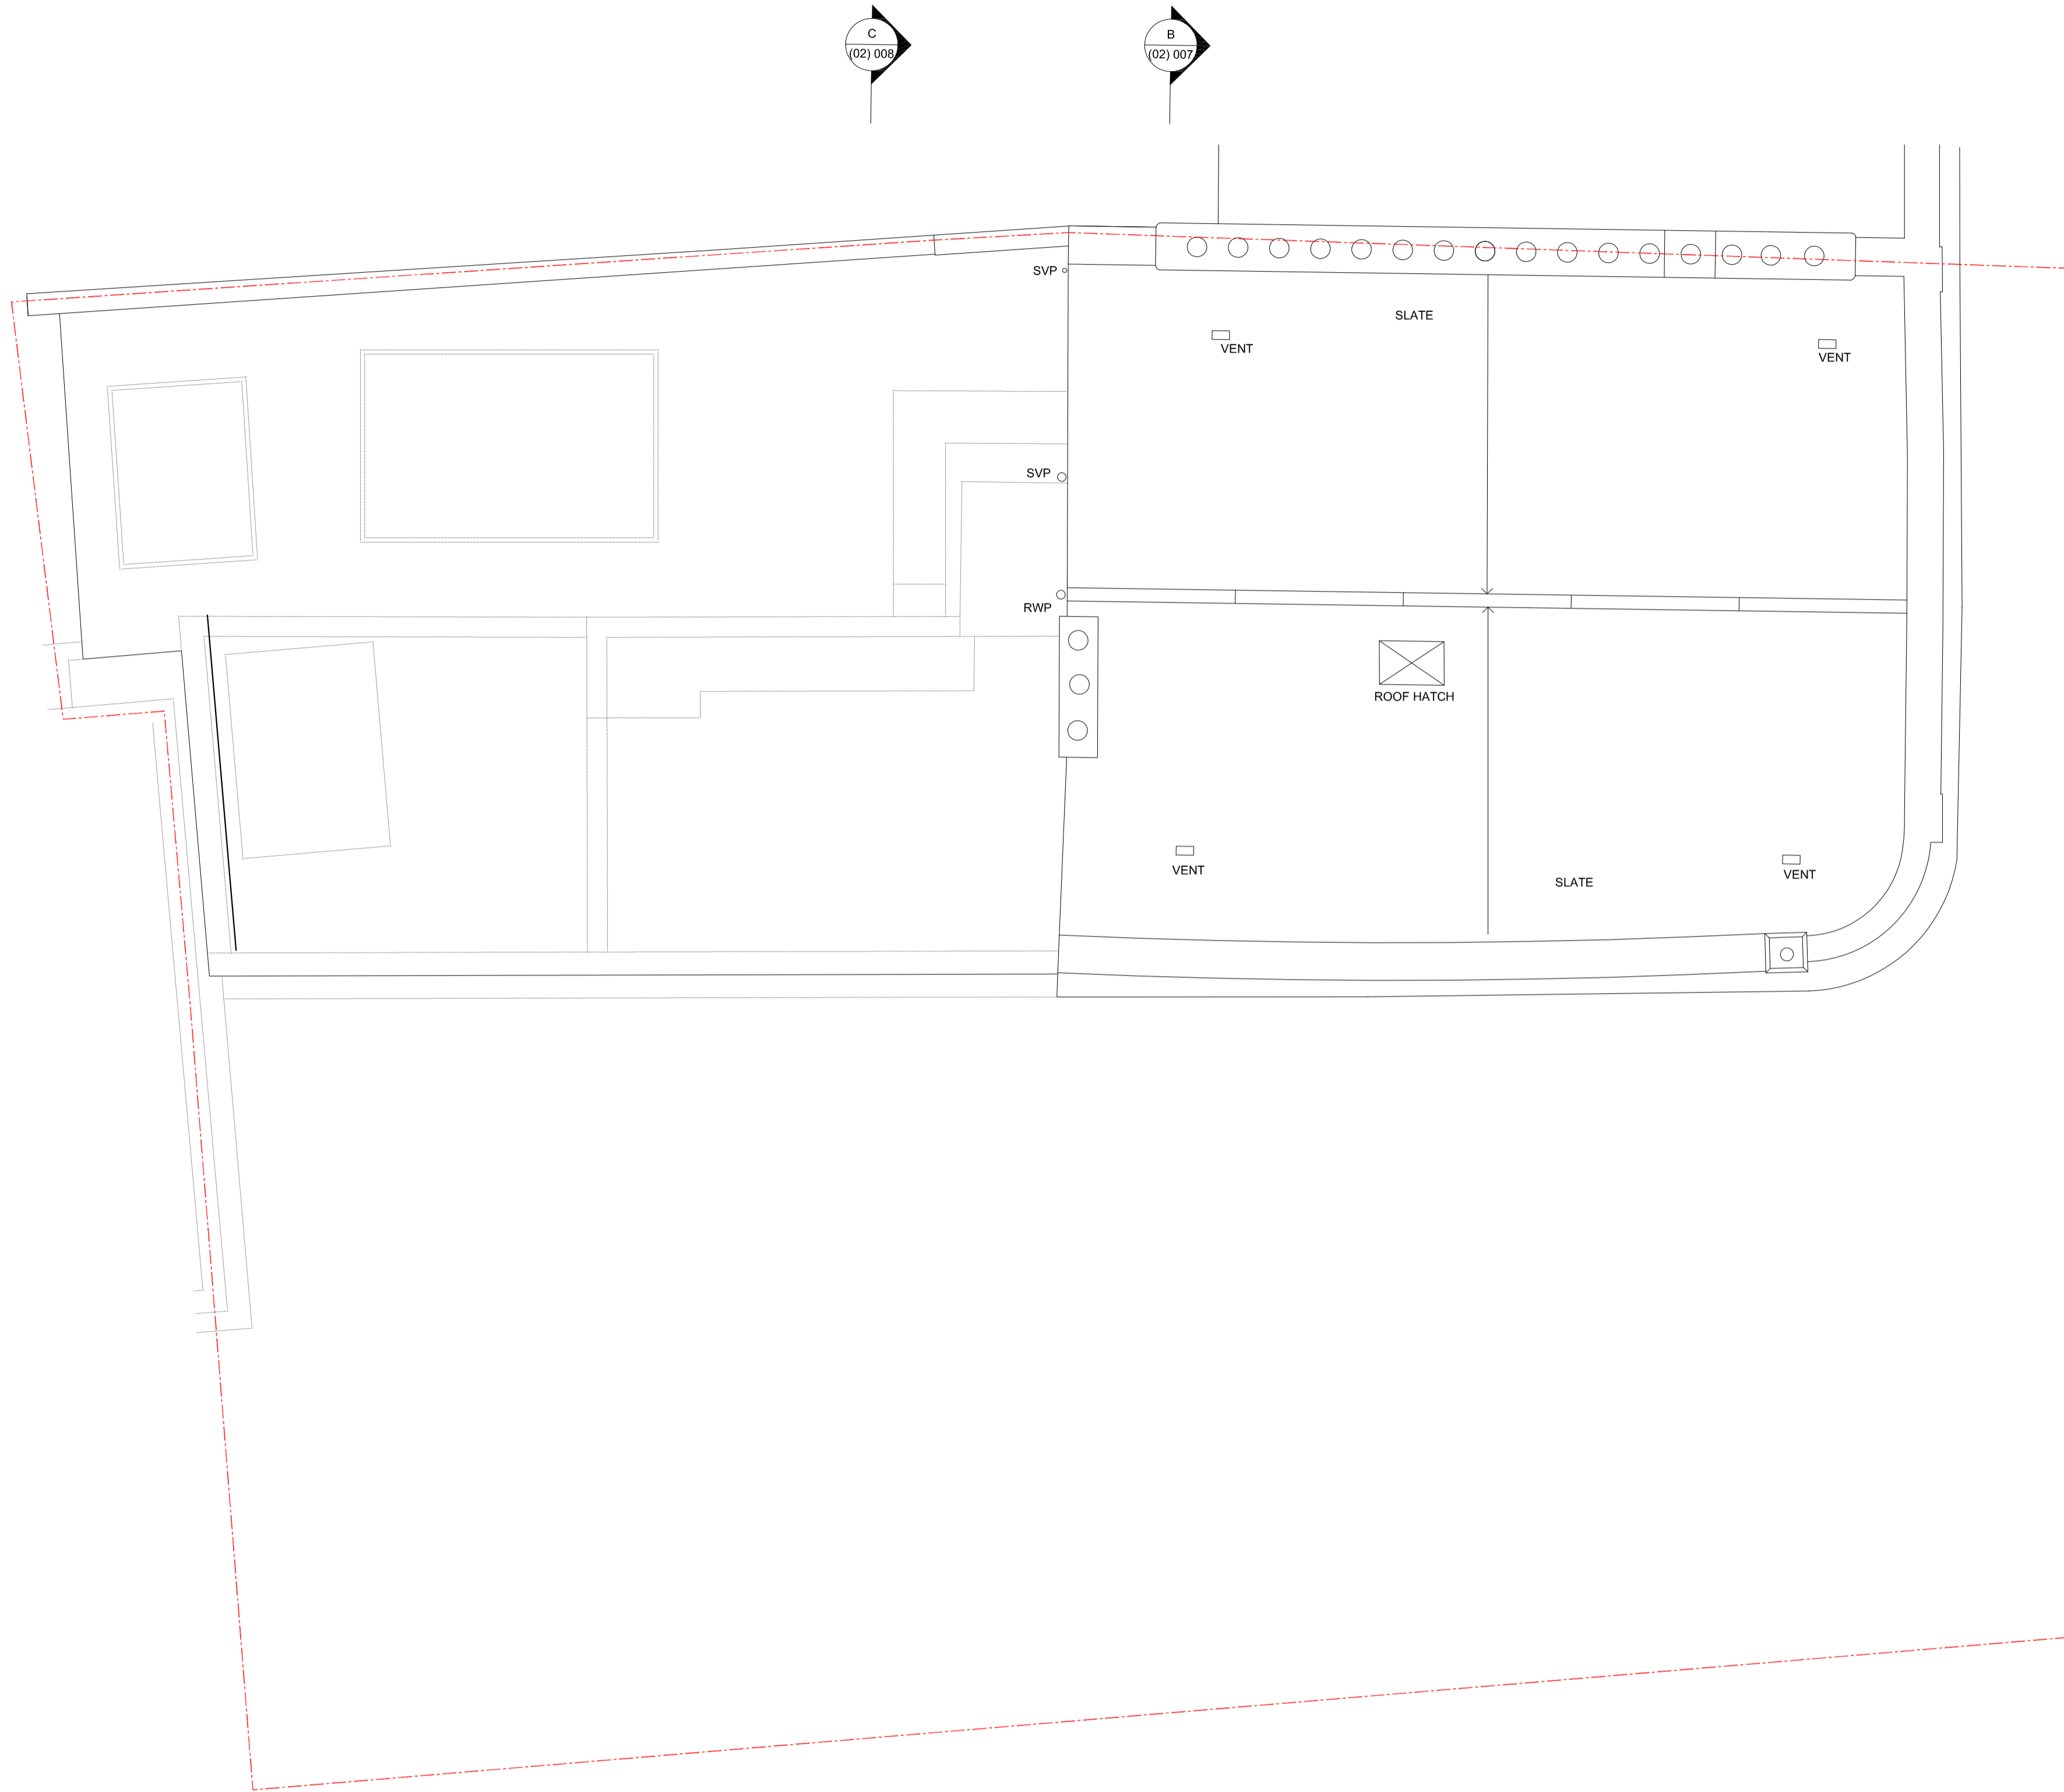 C
(02) 008
B
(02) 007
SVP
SLATE
VENT
VENT
SVP
RWP
ROOF HATCH
VENT
SLATE
VENT